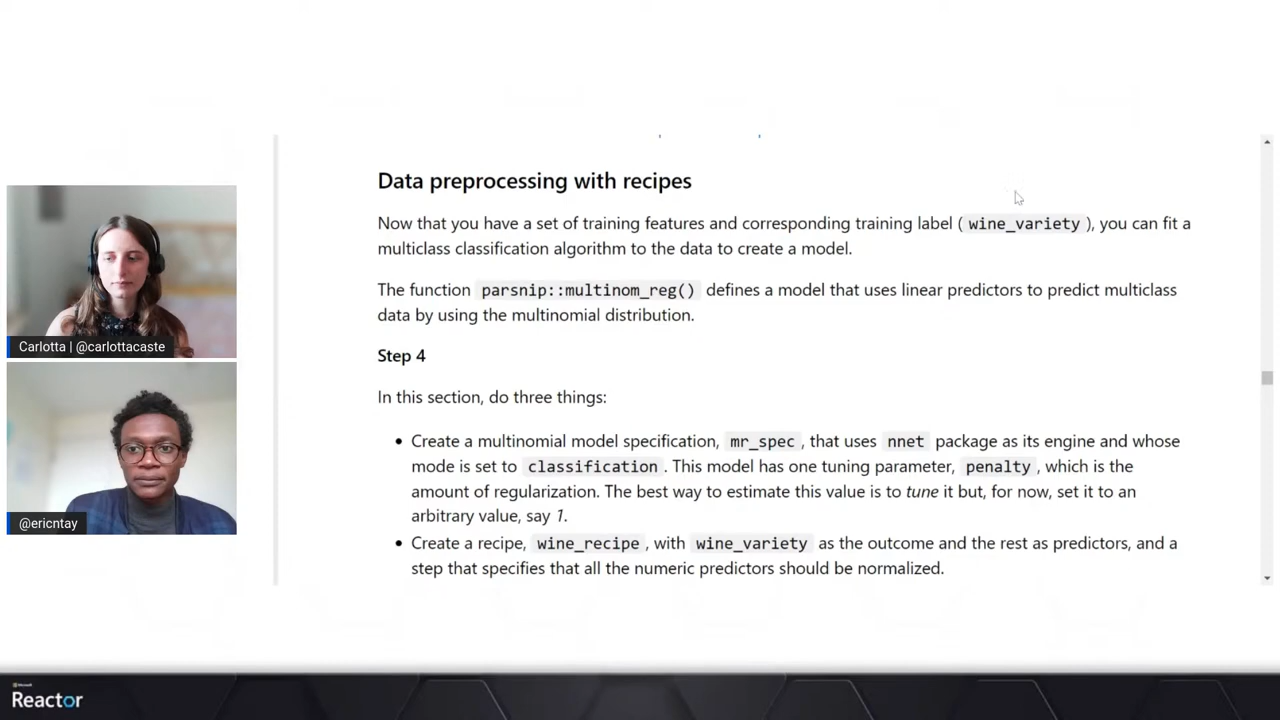 Data preprocessing with recipes
Now that you have a set of training features and corresponding training label ( wine_variety ), you can fit a
multiclass classification algorithm to the data to create a model.
The function parsnip::multinom_reg() defines a model that uses linear predictors to predict multiclass
data by using the multinomial distribution.
Step 4
In this section, do three things:
• Create a multinomial model specification, mr_spec , that uses nnet package as its engine and whose
mode is set to classification . This model has one tuning parameter, penalty , which is the
amount of regularization. The best way to estimate this value is to tune it but, for now, set it to an
arbitrary value, say 1.
• Create a recipe, wine_recipe , with wine_variety as the outcome and the rest as predictors, and a
step that specifies that all the numeric predictors should be normalized.
Carlotta | @carlottacaste
@ericntay
Microsoft
Reactor